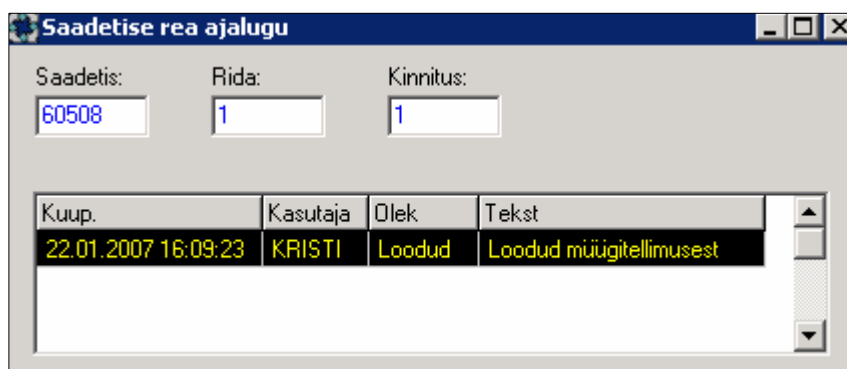 Saadetise rea ajalugu
Saadetis: Rida: Kinnitus:
60508 1 1
Kuup. Kasutaja Olek Tekst
22.01.2007 16:09:23 KRISTI Loodud Loodud müügitellimusest